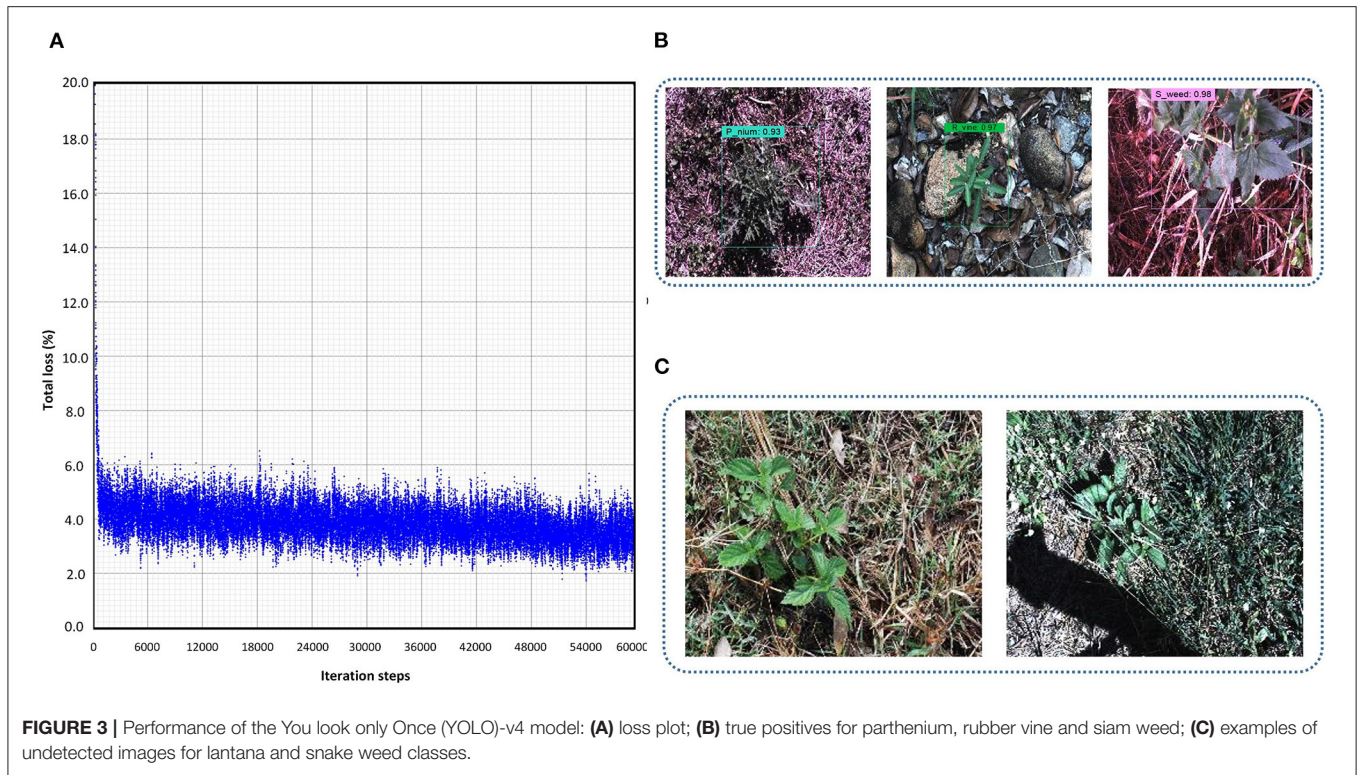 A
Total loss (%)
20.0
18.0
16.0
14.0
12.0
10.0
8.0
6.0
4.0
2.0
0.0
0 6000 12000 18000 24000 30000 36000 42000 48000 54000 60000
Iteration steps
B
P_nium: 0.93
R_vine: 0.97
S_weed: 0.98
C
FIGURE 3 | Performance of the You look only Once (YOLO)-v4 model: (A) loss plot; (B) true positives for parthenium, rubber vine and siam weed; (C) examples of
undetected images for lantana and snake weed classes.